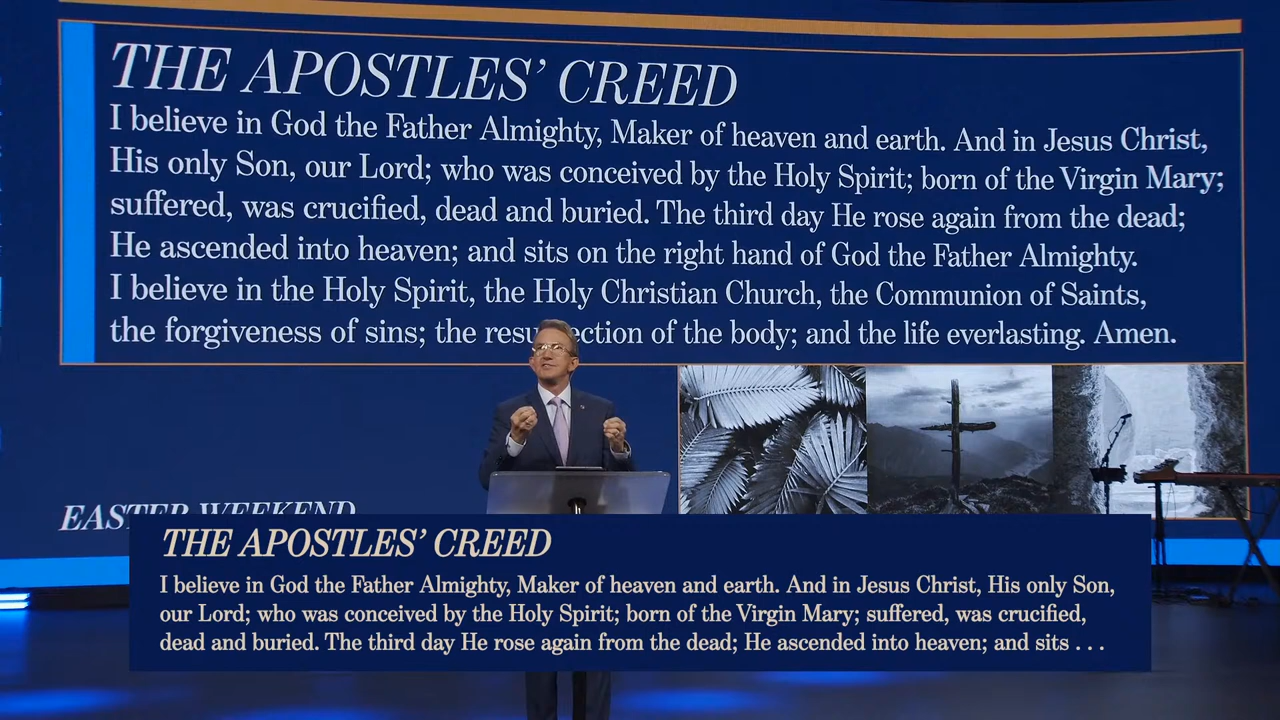 THE APOSTLES' CREED
I believe in God the Father Almighty, Maker of heaven and earth. And in Jesus Christ,
His only Son, our Lord; who was conceived by the Holy Spirit; born of the Virgin Mary;
suffered, was crucified, dead and buried. The third day He rose again from the dead;
He ascended into heaven; and sits on the right hand of God the Father Almighty.
I believe in the Holy Spirit, the Holy Christian Church, the Communion of Saints,
the forgiveness of sins; the resurrection of the body; and the life everlasting. Amen.
EASTER WEEKEND
THE APOSTLES' CREED
I believe in God the Father Almighty, Maker of heaven and earth. And in Jesus Christ, His only Son,
our Lord; who was conceived by the Holy Spirit; born of the Virgin Mary; suffered, was crucified,
dead and buried. The third day He rose again from the dead; He ascended into heaven; and sits . . .